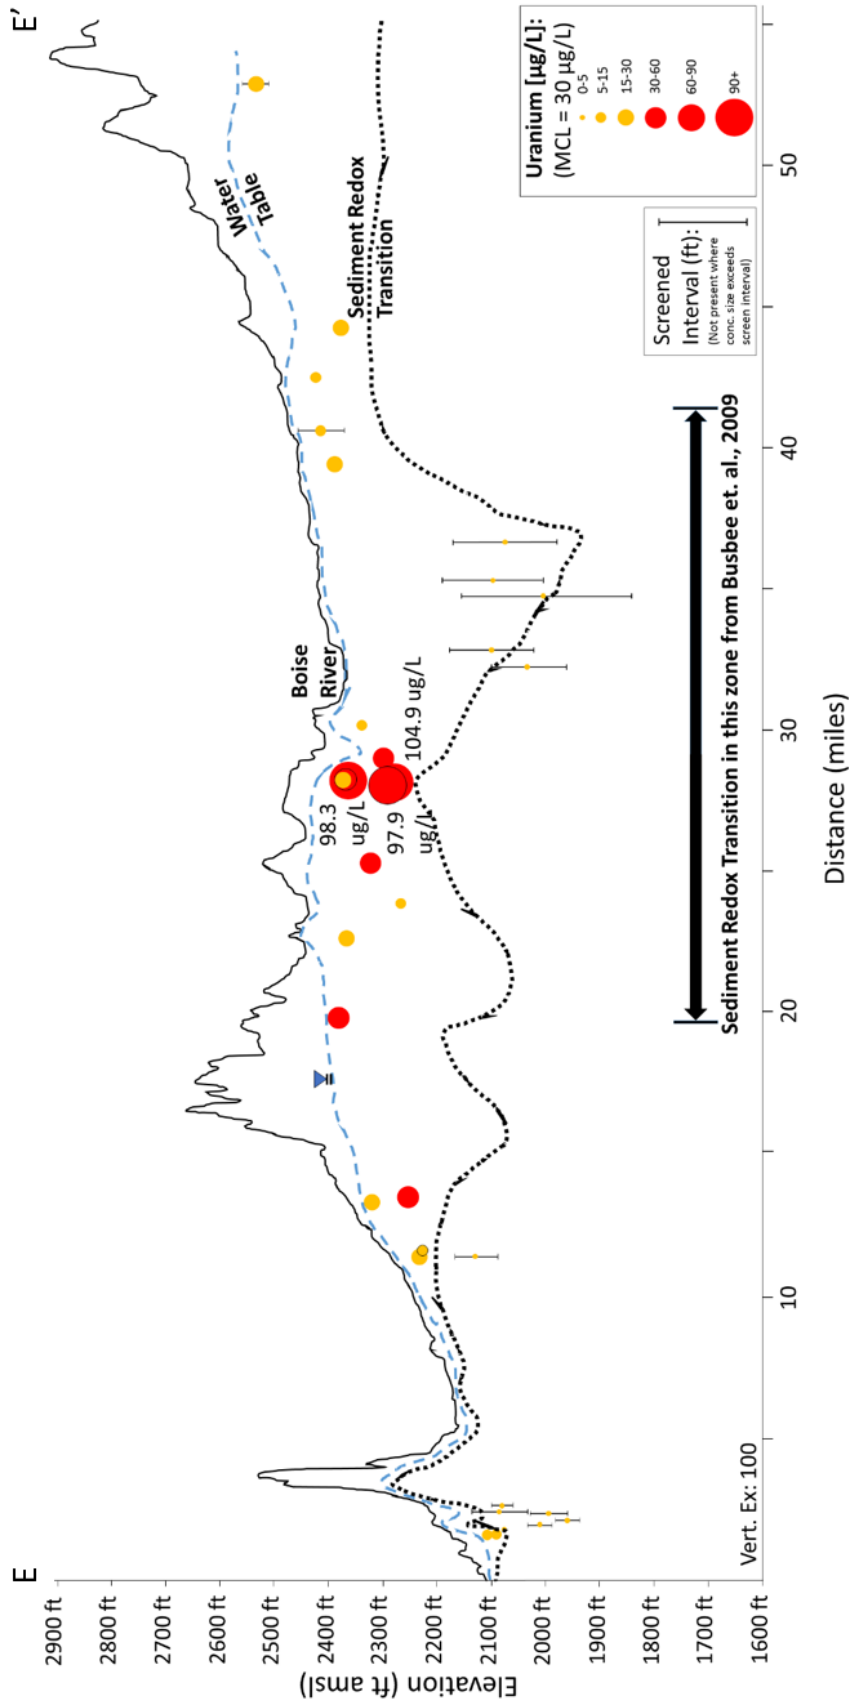 E
E'
2900 ft
2800 ft
2700 ft
2600 ft
2500 ft
2400 ft
2300 ft
2200 ft
2100 ft
2000 ft
1900 ft
1800 ft
1700 ft
1600 ft
Elevation (ft amsl)
Water
Table
Sediment Redox
Transition
Boise
River
98.3
ug/L
97.9
ug/L
104.9 ug/L
Uranium [µg/L]:
(MCL = 30 µg/L)
0-5
5-15
15-30
30-60
60-90
90+
Screened
Interval (ft):
(Not present where
conc. size exceeds
screen interval)
Sediment Redox Transition in this zone from Busbee et. al., 2009
Vert. Ex: 100
10
20
30
40
50
Distance (miles)